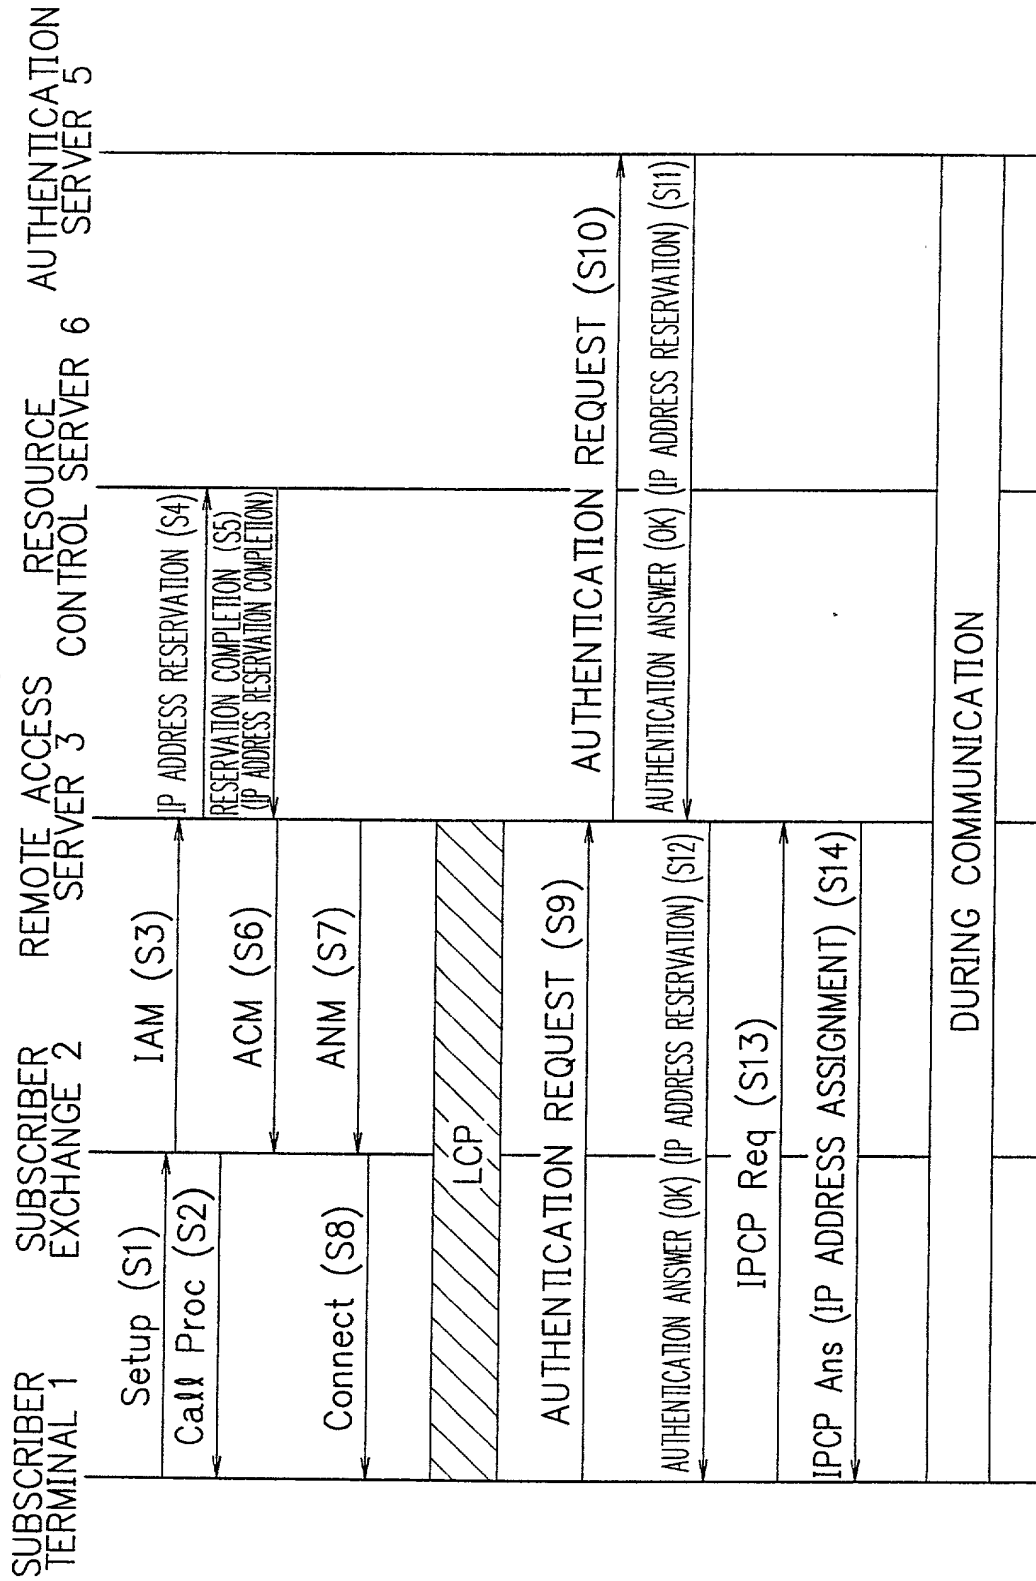 SUBSCRIBER
TERMINAL 1
SUBSCRIBER
EXCHANGE 2
REMOTE ACCESS
SERVER 3
RESOURCE
CONTROL SERVER 6
AUTHENTICATION
SERVER 5
Setup (S1)
Call Proc (S2)
IAM (S3)
IP ADDRESS RESERVATION (S4)
RESERVATION COMPLETION (S5)
(IP ADDRESS RESERVATION COMPLETION)
ACM (S6)
ANM (S7)
Connect (S8)
LCP
AUTHENTICATION REQUEST (S9)
AUTHENTICATION REQUEST (S10)
AUTHENTICATION ANSWER (OK) (IP ADDRESS RESERVATION) (S11)
AUTHENTICATION ANSWER (OK) (IP ADDRESS RESERVATION) (S12)
IPCP Req (S13)
IPCP Ans (IP ADDRESS ASSIGNMENT) (S14)
DURING COMMUNICATION